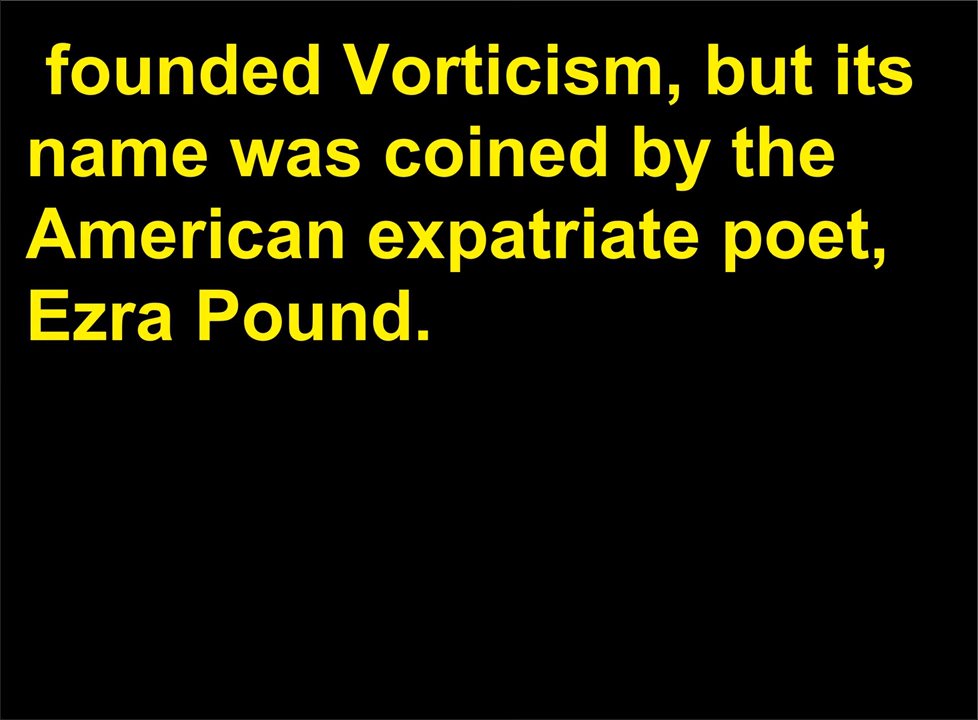 founded Vorticism, but its
name was coined by the
American expatriate poet,
Ezra Pound.